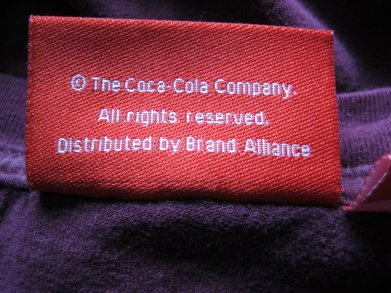 © The Coca-Cola Company.
All rights reserved.
Distributed by Brand Alliance